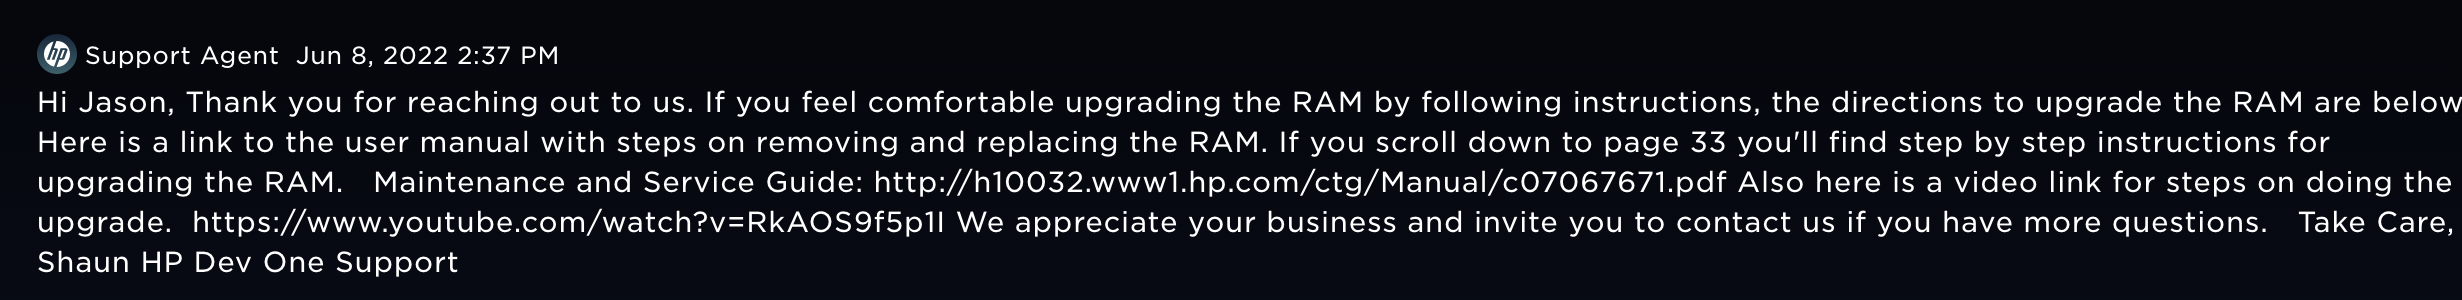 hp Support Agent Jun 8, 2022 2:37 PM
Hi Jason, Thank you for reaching out to us. If you feel comfortable upgrading the RAM by following instructions, the directions to upgrade the RAM are below
Here is a link to the user manual with steps on removing and replacing the RAM. If you scroll down to page 33 you'll find step by step instructions for
upgrading the RAM.   Maintenance and Service Guide: http://h10032.www1.hp.com/ctg/Manual/c07067671.pdf Also here is a video link for steps on doing the
upgrade.  https://www.youtube.com/watch?v=RkAOS9f5p1I We appreciate your business and invite you to contact us if you have more questions.   Take Care,
Shaun HP Dev One Support